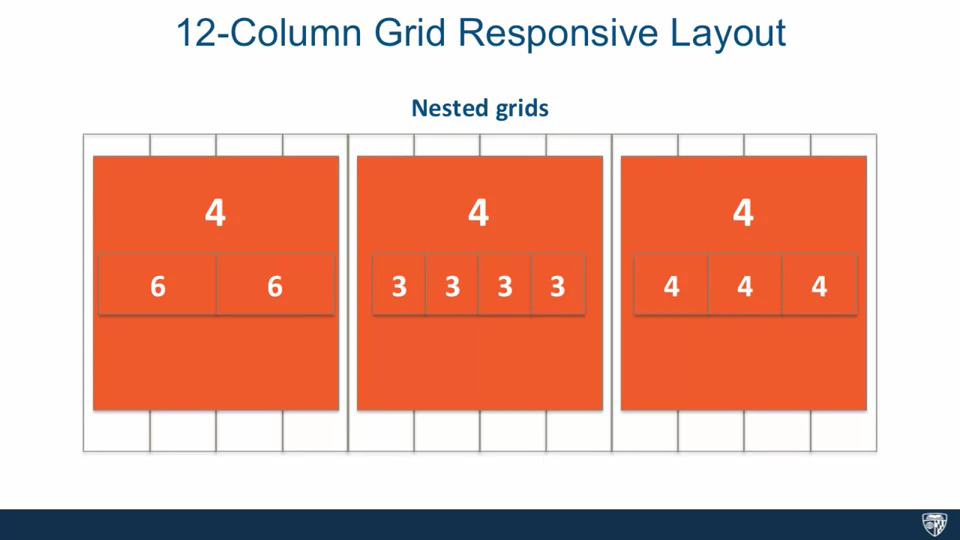 12-Column Grid Responsive Layout
Nested grids
4 4 4
6 6 3 3 3 3 4 4 4